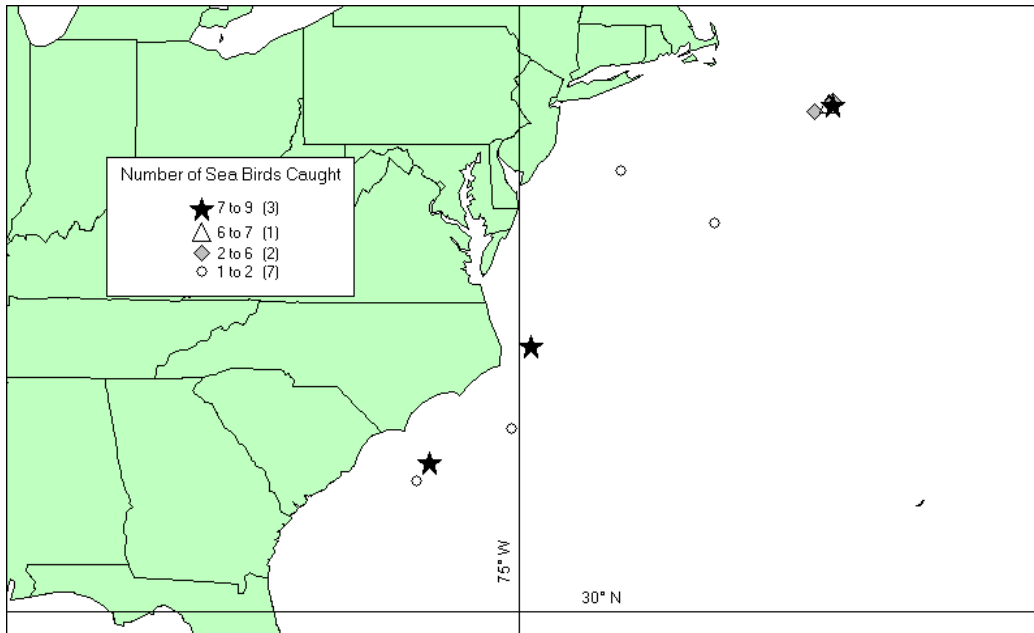 Number of Sea Birds Caught
7 to 9 (3)
6 to 7 (1)
2 to 6 (2)
1 to 2 (7)
75° W
30° N